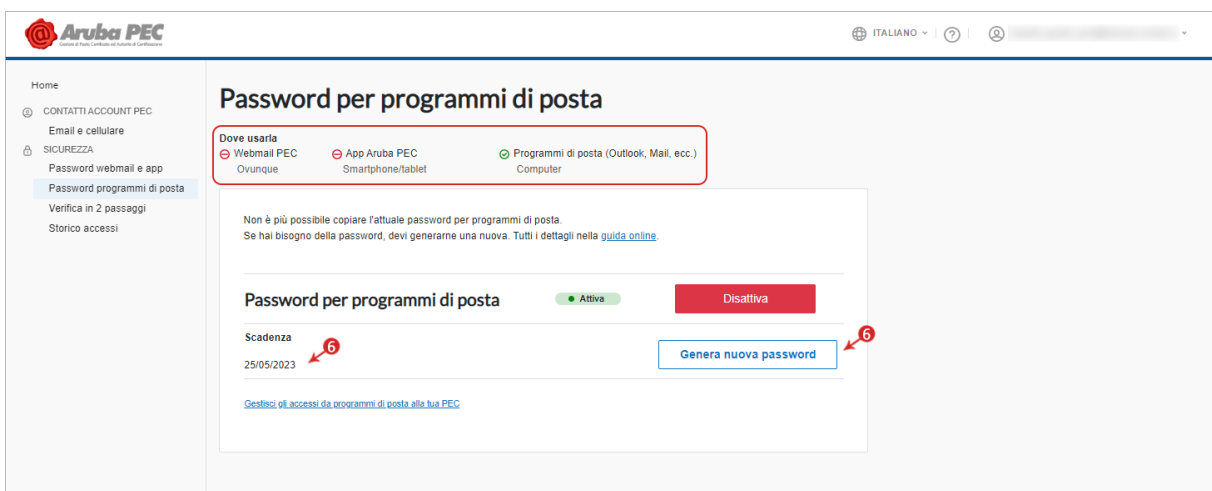 Aruba PEC
ITALIANO
Home
CONTATTI ACCOUNT PEC
Email e cellulare
SICUREZZA
Password webmail e app
Password programmi di posta
Verifica in 2 passaggi
Storico accessi
Password per programmi di posta
Dove usarla
Webmail PEC App Aruba PEC Programmi di posta (Outlook, Mail, ecc.)
Ovunque Smartphone/tablet Computer
Non è più possibile copiare l'attuale password per programmi di posta.
Se hai bisogno della password, devi generarne una nuova. Tutti i dettagli nella guida online.
Password per programmi di posta Attiva Disattiva
Scadenza
6
25/05/2023
Genera nuova password
6
Gestisci gli accessi da programmi di posta alla tua PEC